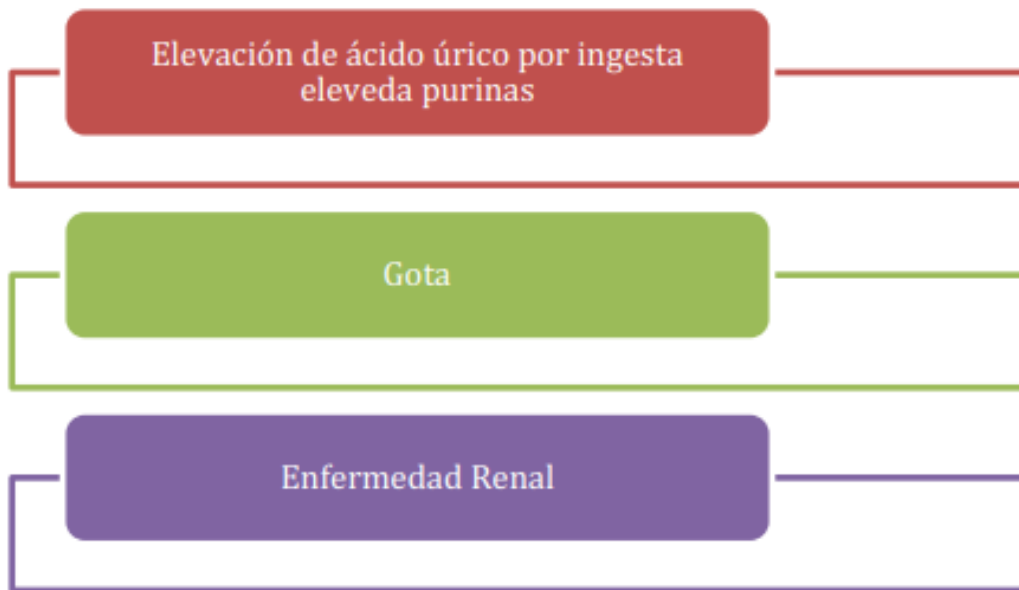 Elevación de ácido úrico por ingesta
eleveda purinas
Gota
Enfermedad Renal